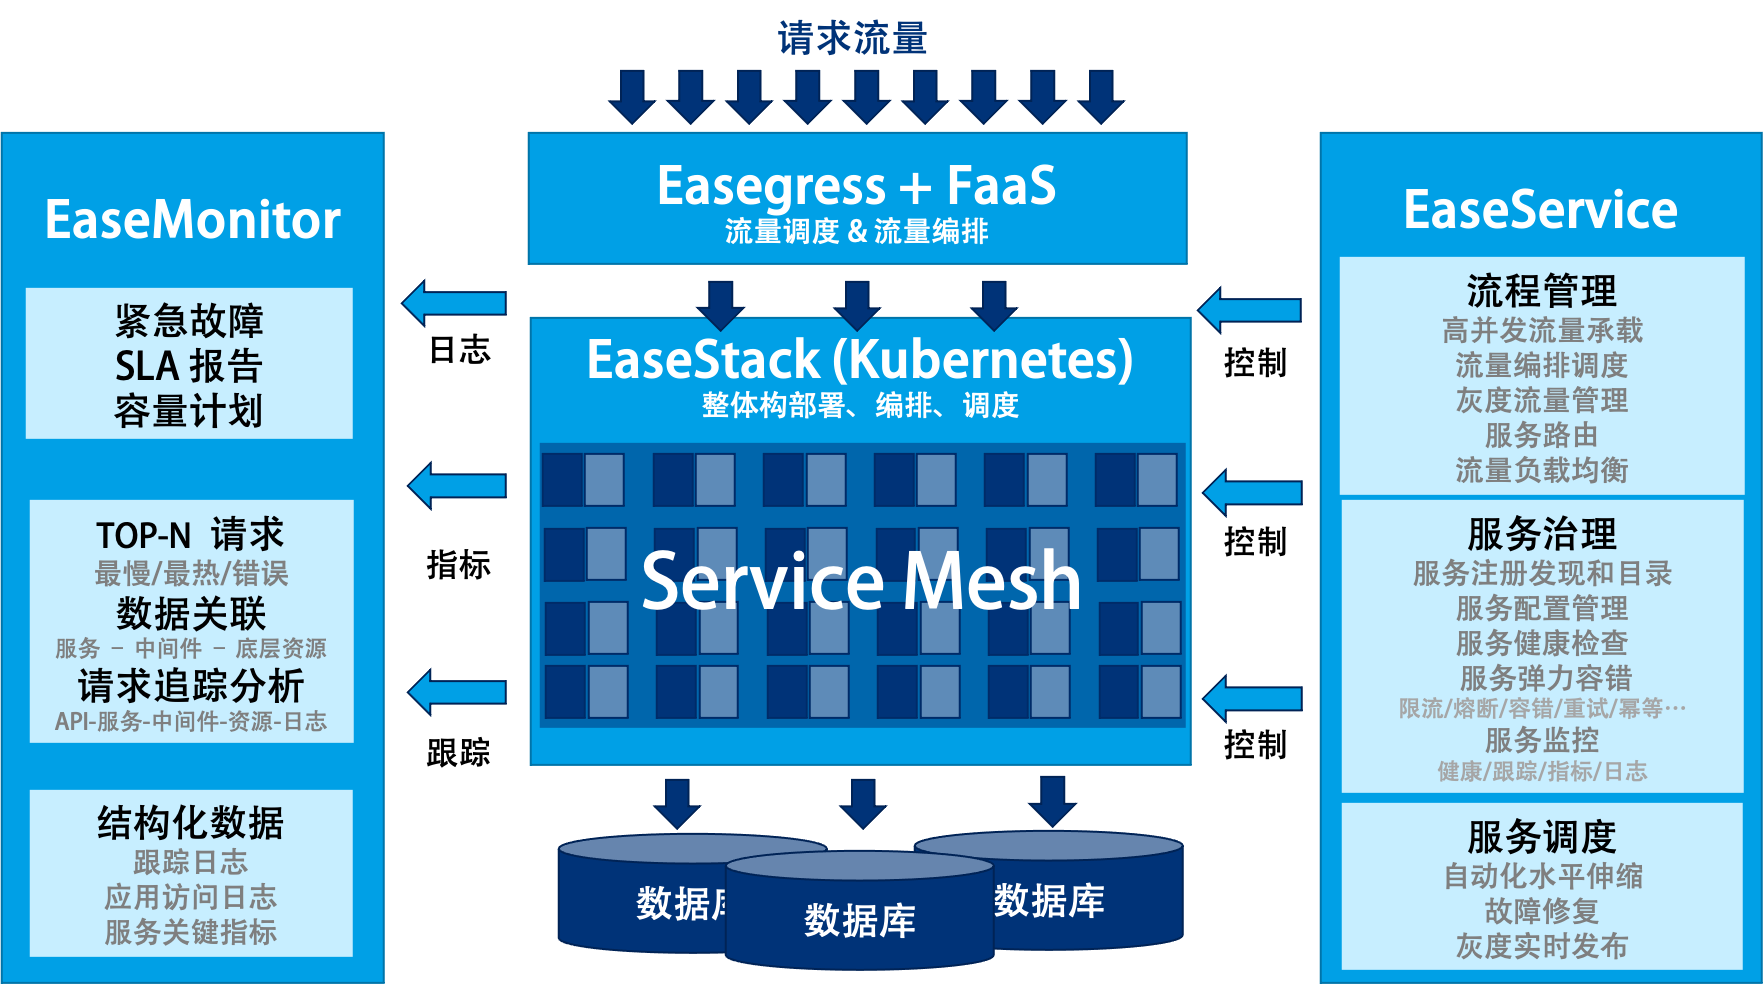 请求流量
EaseMonitor
紧急故障
SLA 报告
容量计划
TOP-N 请求
最慢/最热/错误
数据关联
服务 – 中间件 – 底层资源
请求追踪分析
API-服务-中间件-资源-日志
结构化数据
跟踪日志
应用访问日志
服务关键指标
日志
指标
跟踪
Easegress + FaaS
流量调度 & 流量编排
EaseStack (Kubernetes)
整体构部署、编排、调度
Service Mesh
数据库
数据库
数据库
控制
控制
控制
EaseService
流程管理
高并发流量承载
流量编排调度
灰度流量管理
服务路由
流量负载均衡
服务治理
服务注册发现和目录
服务配置管理
服务健康检查
服务弹力容错
限流/熔断/容错/重试/幂等…
服务监控
健康/跟踪/指标/日志
服务调度
自动化水平伸缩
故障修复
灰度实时发布